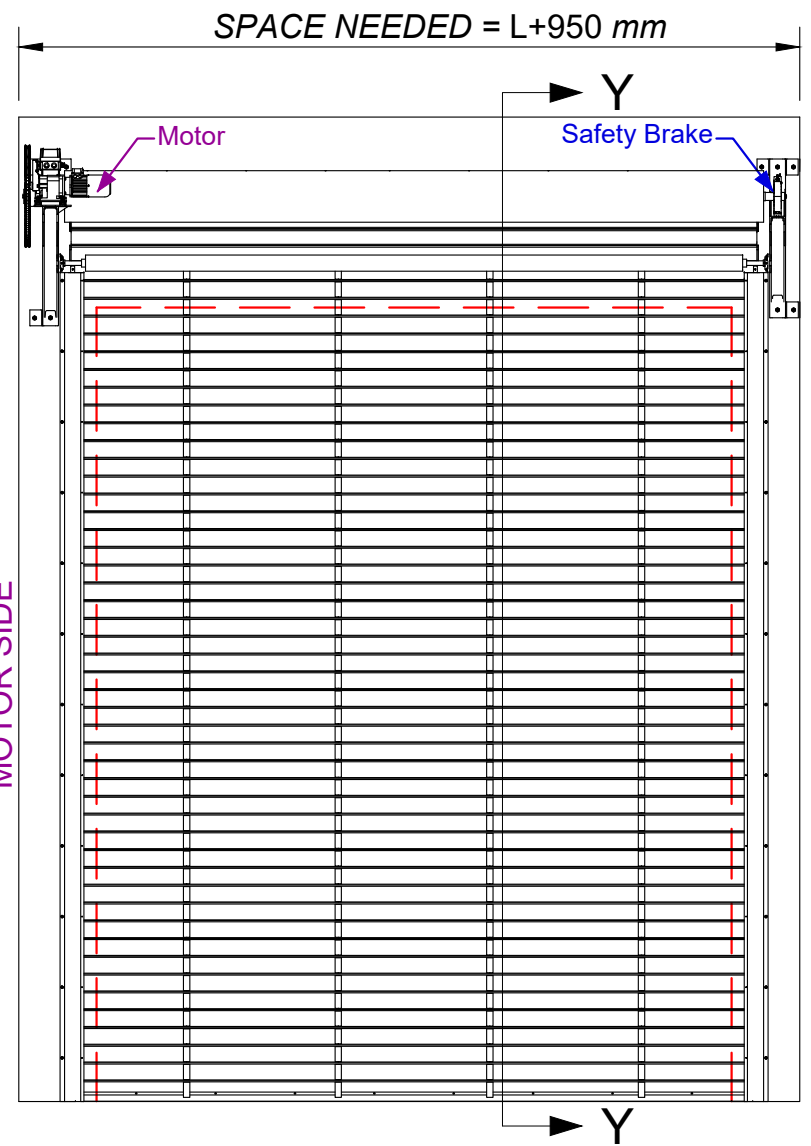 SPACE NEEDED = L+950 mm
Y
Motor
Safety Brake
MOTOR SIDE
Y